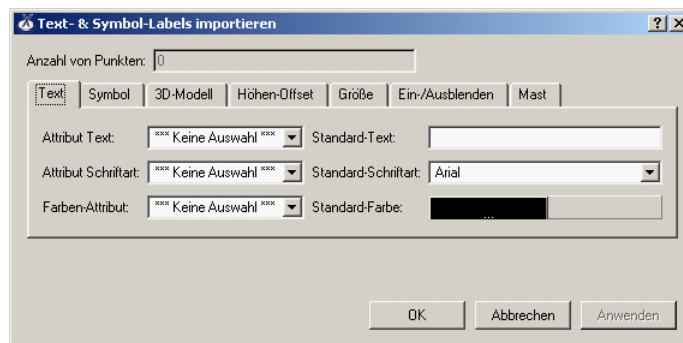 Text- & Symbol-Labels importieren
Anzahl von Punkten: 0
Text Symbol 3D-Modell Höhen-Offset Größe Ein-/Ausblenden Mast
Attribut Text: *** Keine Auswahl *** Standard-Text:
Attribut Schriftart: *** Keine Auswahl *** Standard-Schriftart: Arial
Farben-Attribut: *** Keine Auswahl *** Standard-Farbe: ...
OK Abbrechen Anwenden